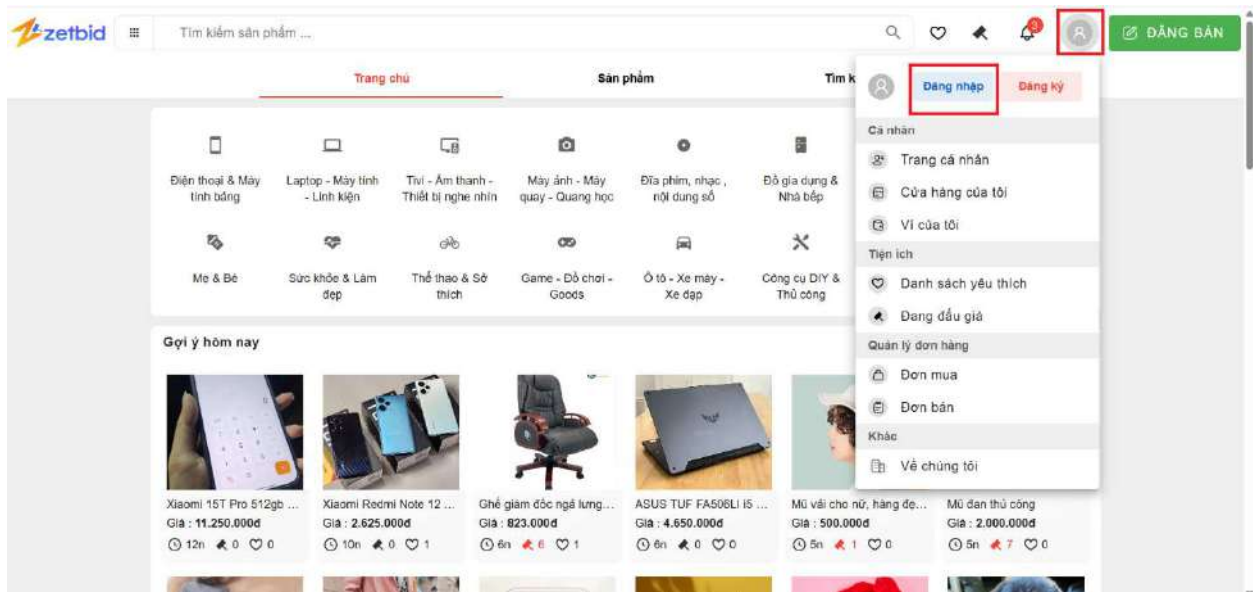 zetbid
Tìm kiếm sản phẩm ...
3
ĐĂNG BÁN
Trang chủ
Sản phẩm
Tìm k
Đăng nhập
Đăng ký
Cá nhân
Trang cá nhân
Cửa hàng của tôi
Ví của tôi
Tiện ích
Danh sách yêu thích
Đang đấu giá
Quản lý đơn hàng
Đơn mua
Đơn bán
Khác
Về chúng tôi
Điện thoại & Máy
tính bảng
Laptop - Máy tính
- Linh kiện
Tivi - Âm thanh -
Thiết bị nghe nhìn
Máy ảnh - Máy
quay - Quang học
Đĩa phim, nhạc ,
nội dung số
Đồ gia dụng &
Nhà bếp
Mẹ & Bé
Sức khỏe & Làm
đẹp
Thể thao & Sở
thích
Game - Đồ chơi -
Goods
Ô tô - Xe máy -
Xe đạp
Công cụ DIY &
Thủ công
Gợi ý hôm nay
Xiaomi 15T Pro 512gb ...
Giá : 11.250.000đ
12n 0 0
Xiaomi Redmi Note 12 ...
Giá : 2.625.000đ
10n 0 1
Ghế giám đốc ngả lưng...
Giá : 823.000đ
6n 6 1
ASUS TUF FA506LI i5 ...
Giá : 4.650.000đ
6n 0 0
Mũ vải cho nữ, hàng đẹ...
Giá : 500.000đ
5n 1 0
Mũ đan thủ công
Giá : 2.000.000đ
5n 7 0